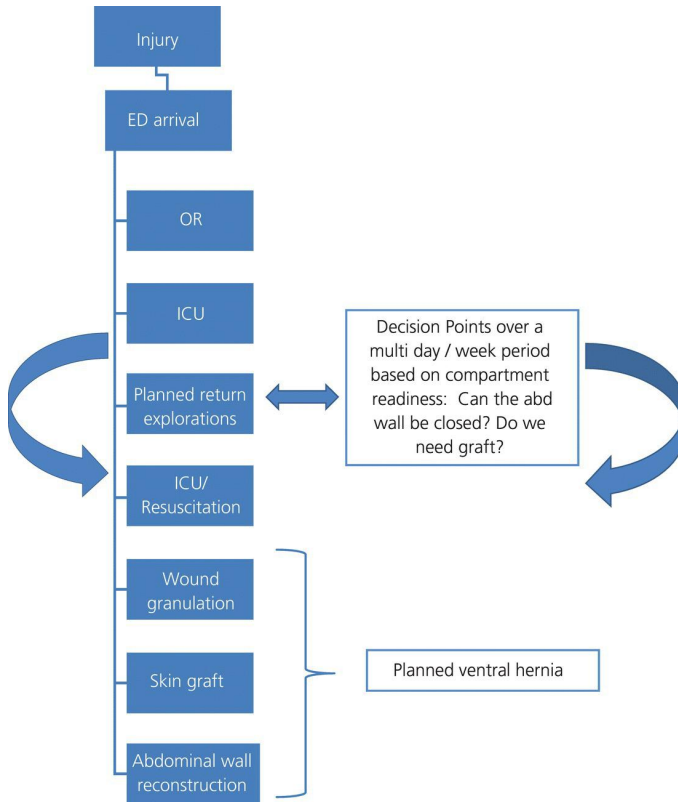 Injury
ED arrival
OR
ICU
Planned return
explorations
Decision Points over a
multi day / week period
based on compartment
readiness: Can the abd
wall be closed? Do we
need graft?
ICU/
Resuscitation
Wound
granulation
Skin graft
Abdominal wall
reconstruction
Planned ventral hernia